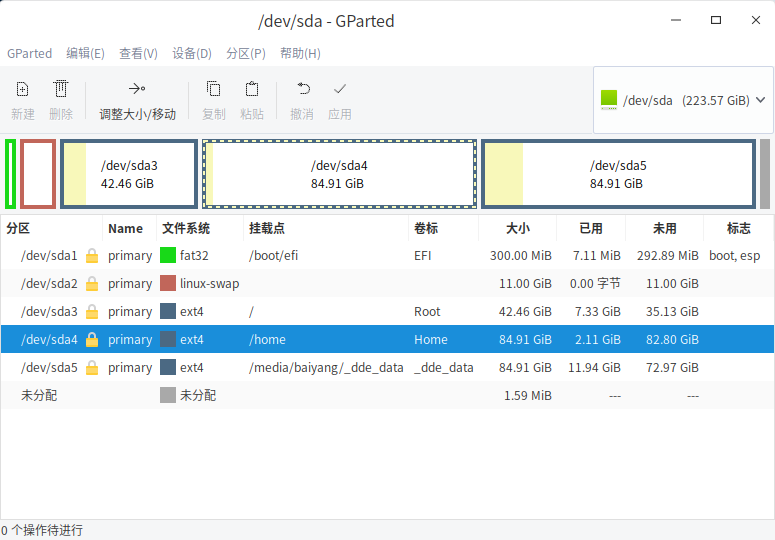 /dev/sda - GParted
GParted 编辑(E) 查看(V) 设备(D) 分区(P) 帮助(H)
新建 删除 调整大小/移动 复制 粘贴 撤消 应用 /dev/sda (223.57 GiB)
/dev/sda3 /dev/sda4 /dev/sda5
42.46 GiB 84.91 GiB 84.91 GiB
分区 Name 文件系统 挂载点 卷标 大小 已用 未用 标志
/dev/sda1 primary fat32 /boot/efi EFI 300.00 MiB 7.11 MiB 292.89 MiB boot, esp
/dev/sda2 primary linux-swap 11.00 GiB 0.00 字节 11.00 GiB
/dev/sda3 primary ext4 / Root 42.46 GiB 7.33 GiB 35.13 GiB
/dev/sda4 primary ext4 /home Home 84.91 GiB 2.11 GiB 82.80 GiB
/dev/sda5 primary ext4 /media/baiyang/_dde_data _dde_data 84.91 GiB 11.94 GiB 72.97 GiB
未分配 未分配 1.59 MiB --- ---
0 个操作待进行